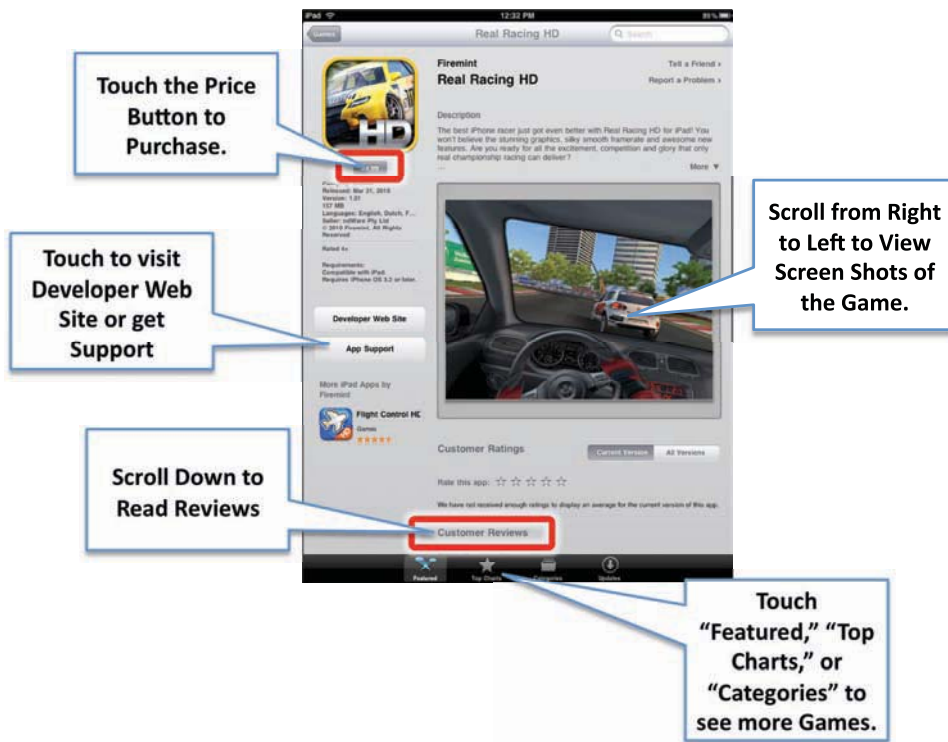 iPad
12:32 PM
Games
Real Racing HD
Search
Firemint
Real Racing HD
Tell a Friend ›
Report a Problem ›
Description
The best iPhone racer just got even better with Real Racing HD for iPad! You
won't believe the stunning graphics, silky smooth framerate and awesome new
features. Are you ready for all the excitement, competition and glory that only
real championship racing can deliver?
...
More ▼
HD
Released: Mar 31, 2010
Version: 1.01
157 MB
Languages: English, Dutch, F...
Seller: ndWare Pty Ltd
© 2010 Firemint. All Rights
Reserved
Rated 4+
Requirements:
Compatible with iPad.
Requires iPhone OS 3.2 or later.
Developer Web Site
App Support
More iPad Apps by
Firemint
Flight Control HD
Games
Customer Ratings
Current Version
All Versions
Rate this app:
We have not received enough ratings to display an average for the current version of this app.
Customer Reviews
Featured
Top Charts
Categories
Updates
Touch the Price
Button to
Purchase.
Touch to visit
Developer Web
Site or get
Support
Scroll Down to
Read Reviews
Scroll from Right
to Left to View
Screen Shots of
the Game.
Touch
“Featured,” “Top
Charts,” or
“Categories” to
see more Games.